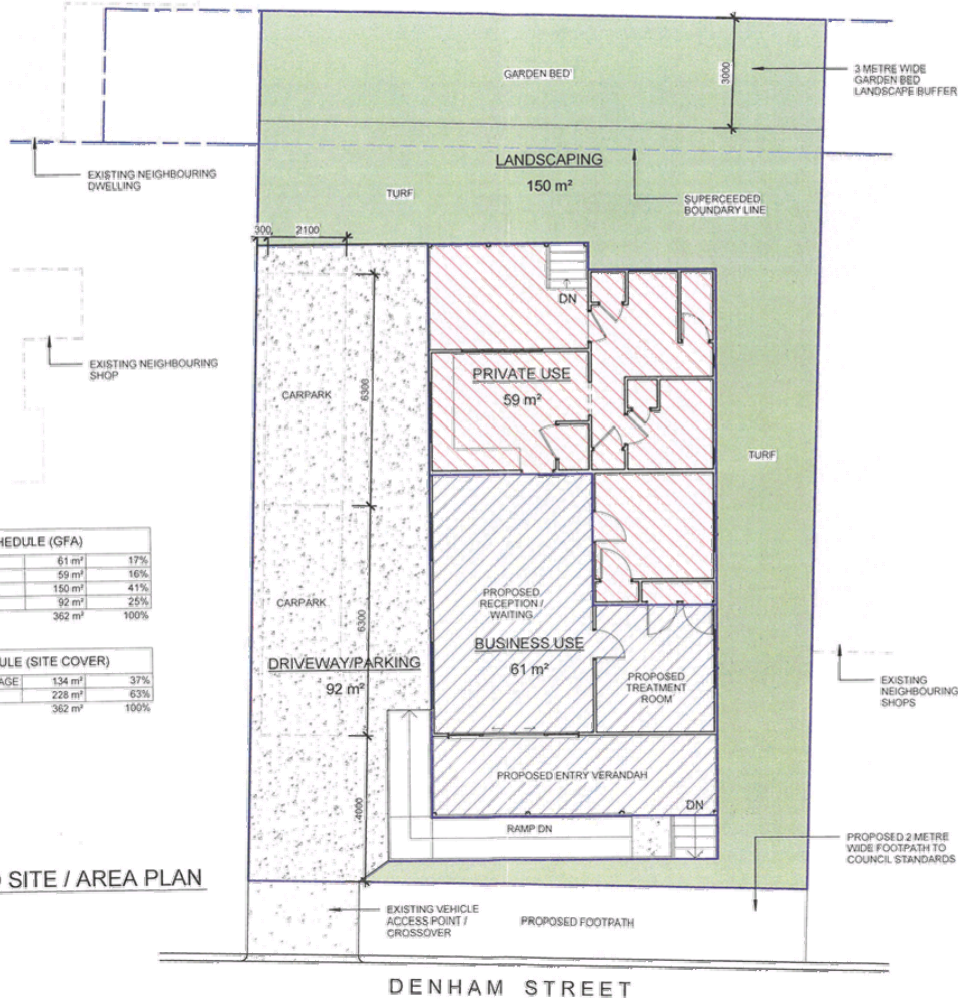 GARDEN BED
3000
3 METRE WIDE
GARDEN BED
LANDSCAPE BUFFER
LANDSCAPING
150 m²
EXISTING NEIGHBOURING
DWELLING
TURF
SUPERCEEDED
BOUNDARY LINE
300
2100
DN
EXISTING NEIGHBOURING
SHOP
CARPARK
6300
PRIVATE USE
59 m²
TURF
HEDULE (GFA)
61 m² 17%
59 m² 16%
150 m² 41%
92 m² 25%
362 m² 100%
PROPOSED
RECEPTION /
WAITING
CARPARK
6300
BUSINESS USE
61 m²
DRIVEWAY/PARKING
92 m²
ULE (SITE COVER)
AGE 134 m² 37%
228 m² 63%
362 m² 100%
PROPOSED
TREATMENT
ROOM
EXISTING
NEIGHBOURING
SHOPS
PROPOSED ENTRY VERANDAH
4000
DN
RAMP DN
PROPOSED 2 METRE
WIDE FOOTPATH TO
COUNCIL STANDARDS
SITE / AREA PLAN
EXISTING VEHICLE
ACCESS POINT /
CROSSOVER
PROPOSED FOOTPATH
DENHAM STREET